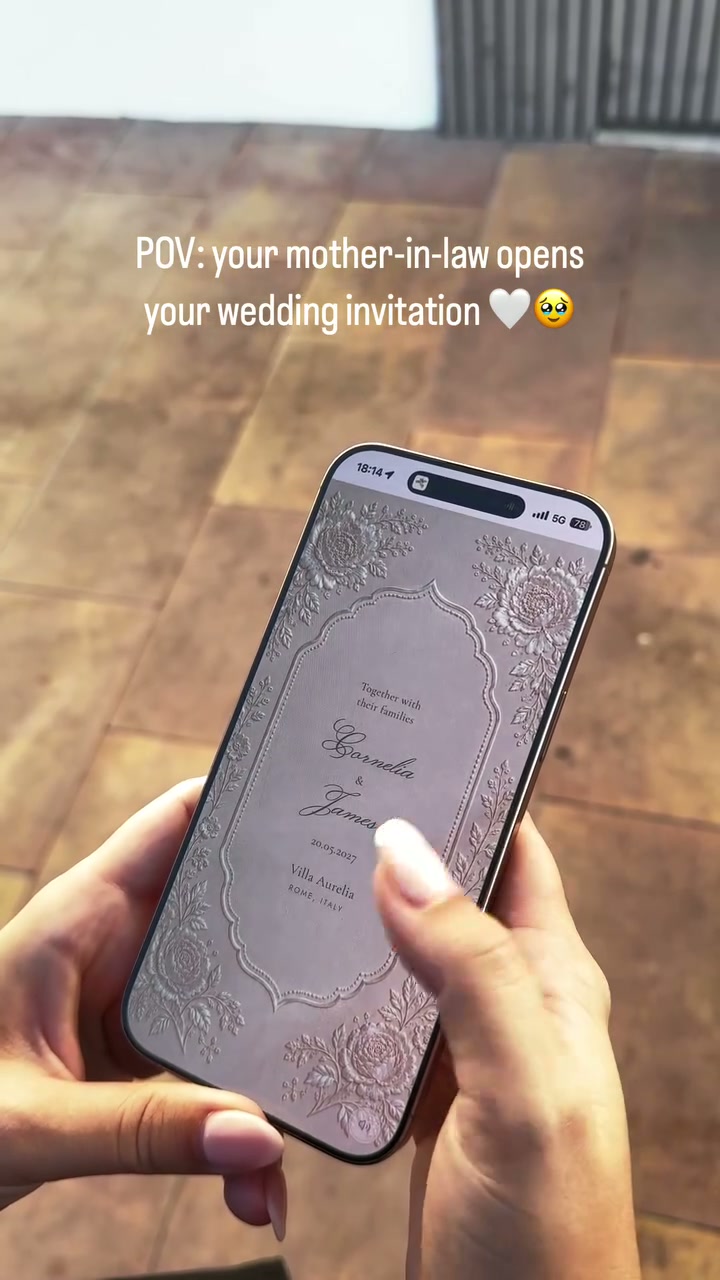 POV: your mother-in-law opens
your wedding invitation 🤍🥹
18:14
5G 78
Together with
their families
Cornelia
&
James
20.05.2027
Villa Aurelia
ROME, ITALY